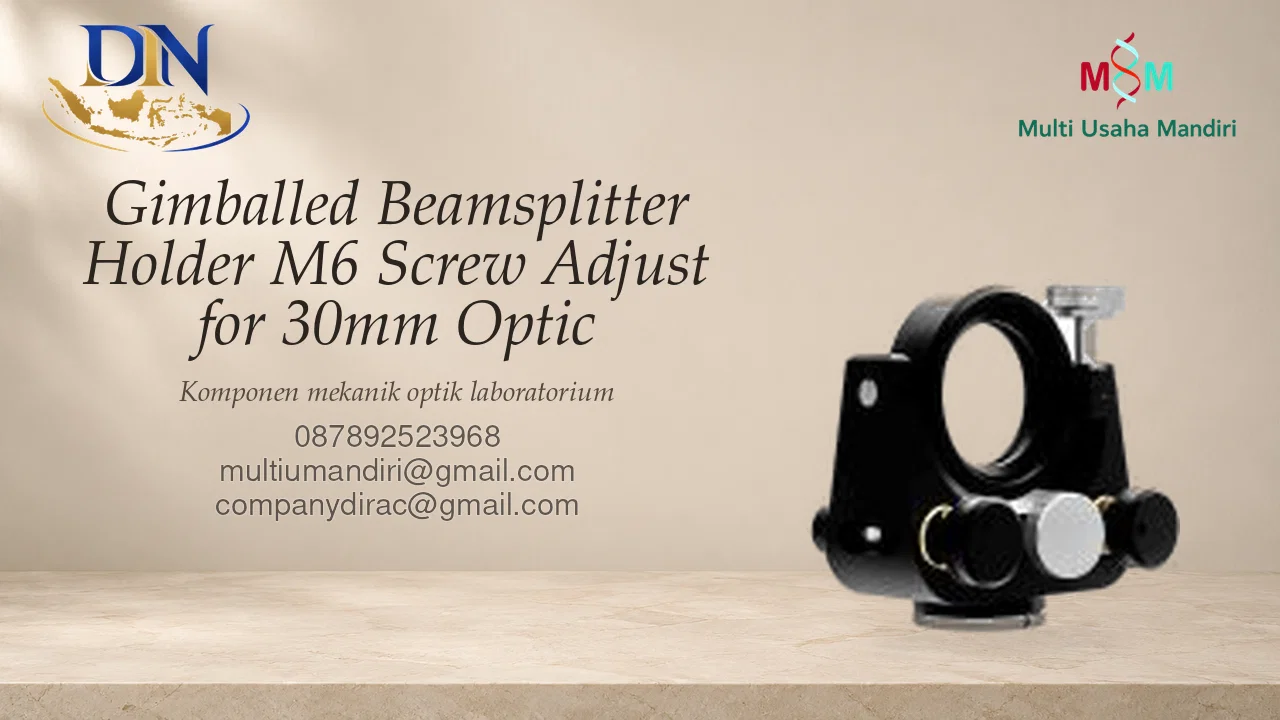 DN
M M
Multi Usaha Mandiri
Gimballed Beamsplitter
Holder M6 Screw Adjust
for 30mm Optic
Komponen mekanik optik laboratorium
087892523968
multiumandiri@gmail.com
companydirac@gmail.com